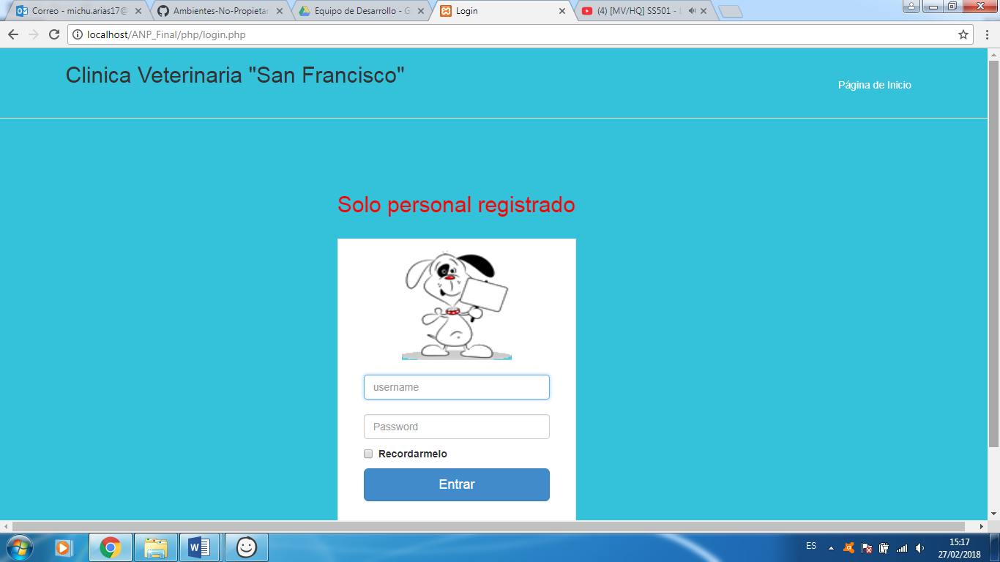 Correo - michu.arias17@
Ambientes-No-Propietar
Equipo de Desarrollo - G
Login
(4) [MV/HQ] SS501 -
localhost/ANP_Final/php/login.php
Clinica Veterinaria "San Francisco"
Página de Inicio
Solo personal registrado
username
Password
Recordarmelo
Entrar
ES
15:17
27/02/2018